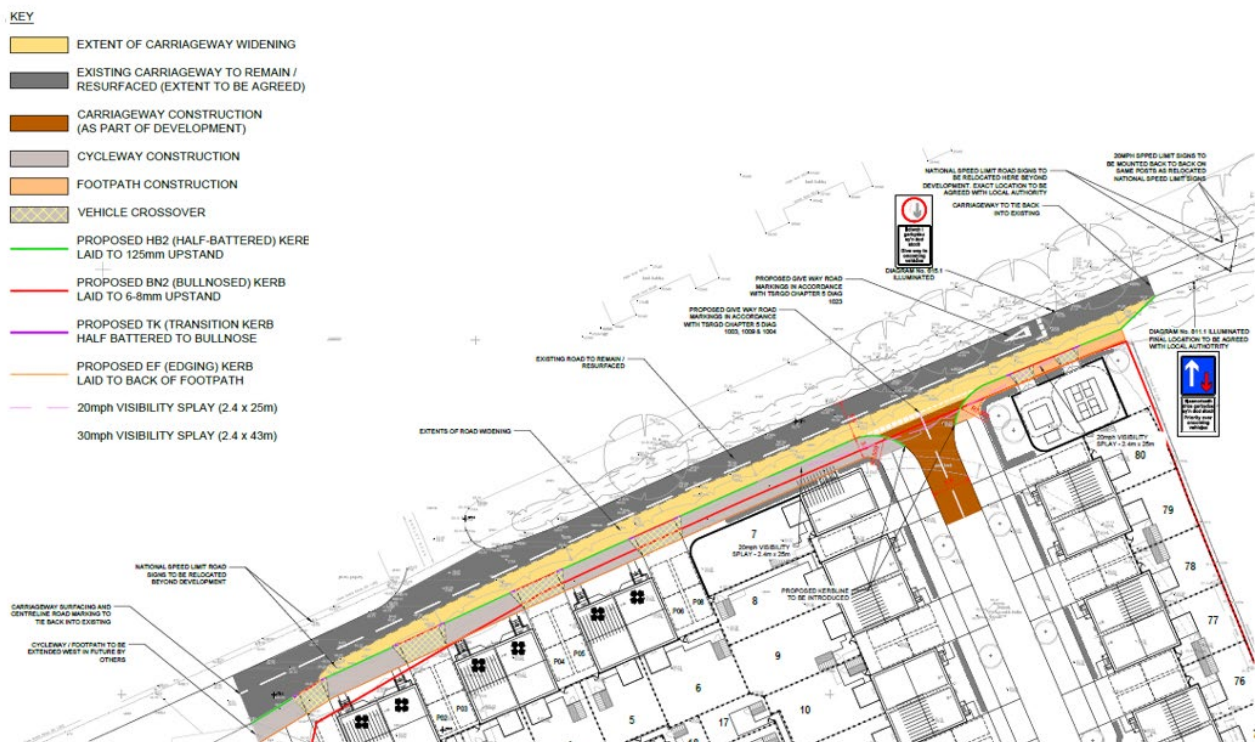 KEY
EXTENT OF CARRIAGEWAY WIDENING
EXISTING CARRIAGEWAY TO REMAIN /
RESURFACED (EXTENT TO BE AGREED)
CARRIAGEWAY CONSTRUCTION
(AS PART OF DEVELOPMENT)
CYCLEWAY CONSTRUCTION
FOOTPATH CONSTRUCTION
VEHICLE CROSSOVER
PROPOSED HB2 (HALF-BATTERED) KERB
LAID TO 125mm UPSTAND
PROPOSED BN2 (BULLNOSED) KERB
LAID TO 6-8mm UPSTAND
PROPOSED TK (TRANSITION KERB
HALF BATTERED TO BULLNOSE
PROPOSED EF (EDGING) KERB
LAID TO BACK OF FOOTPATH
20mph VISIBILITY SPLAY (2.4 x 25m)
30mph VISIBILITY SPLAY (2.4 x 43m)
NATIONAL SPEED LIMIT ROAD SIGNS TO
BE RELOCATED HERE BEYOND
DEVELOPMENT. EXACT LOCATION TO BE
AGREED WITH LOCAL AUTHORITY
20MPH SPPED LIMIT SIGNS TO
BE MOUNTED BACK TO BACK ON
SAME POSTS AS RELOCATED
NATIONAL SPEED LIMIT SIGNS
CARRIAGEWAY TO TIE BACK
INTO EXISTING
DIAGRAM No. 615.1
ILLUMINATED
PROPOSED GIVE WAY ROAD
MARKINGS IN ACCORDANCE
WITH TSRGD CHAPTER 5 DIAG
1023
PROPOSED GIVE WAY ROAD
MARKINGS IN ACCORDANCE
WITH TSRGD CHAPTER 5 DIAG
1003, 1009 & 1004
DIAGRAM No. 811.1 ILLUMINATED
FINAL LOCATION TO BE AGREED
WITH LOCAL AUTHOTRITY
EXISTING ROAD TO REMAIN /
RESURFACED
EXTENTS OF ROAD WIDENING
20mph VISIBILITY
SPLAY - 2.4m x 25m
80
79
78
77
76
7
20mph VISIBILITY
SPLAY - 2.4m x 25m
8
PROPOSED KERBLINE
TO BE INTRODUCED
9
10
6
5
17
P06
P06
P05
P04
P03
P02
NATIONAL SPEED LIMIT ROAD
SIGNS TO BE RELOCATED
BEYOND DEVELOPMENT
CARRIAGEWAY SURFACING AND
CENTRELINE ROAD MARKING TO
TIE BACK INTO EXISTING
CYCLEWAY / FOOTPATH TO BE
EXTENDED WEST IN FUTURE BY
OTHERS